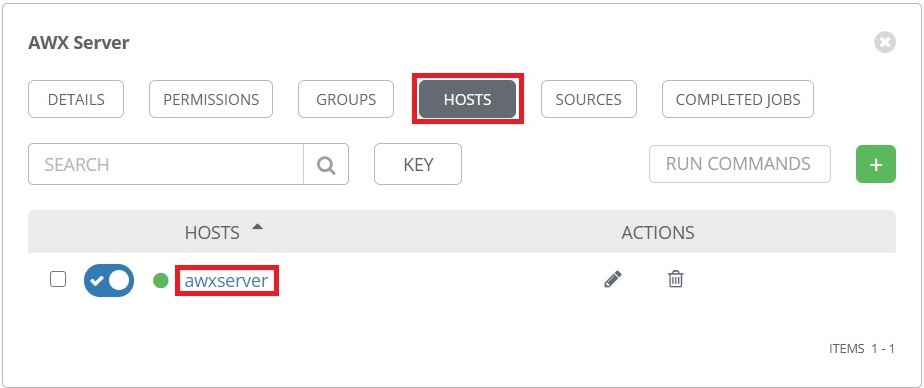 AWX Server
DETAILS PERMISSIONS GROUPS HOSTS SOURCES COMPLETED JOBS
SEARCH KEY RUN COMMANDS +
HOSTS ACTIONS
awxserver
ITEMS 1 - 1